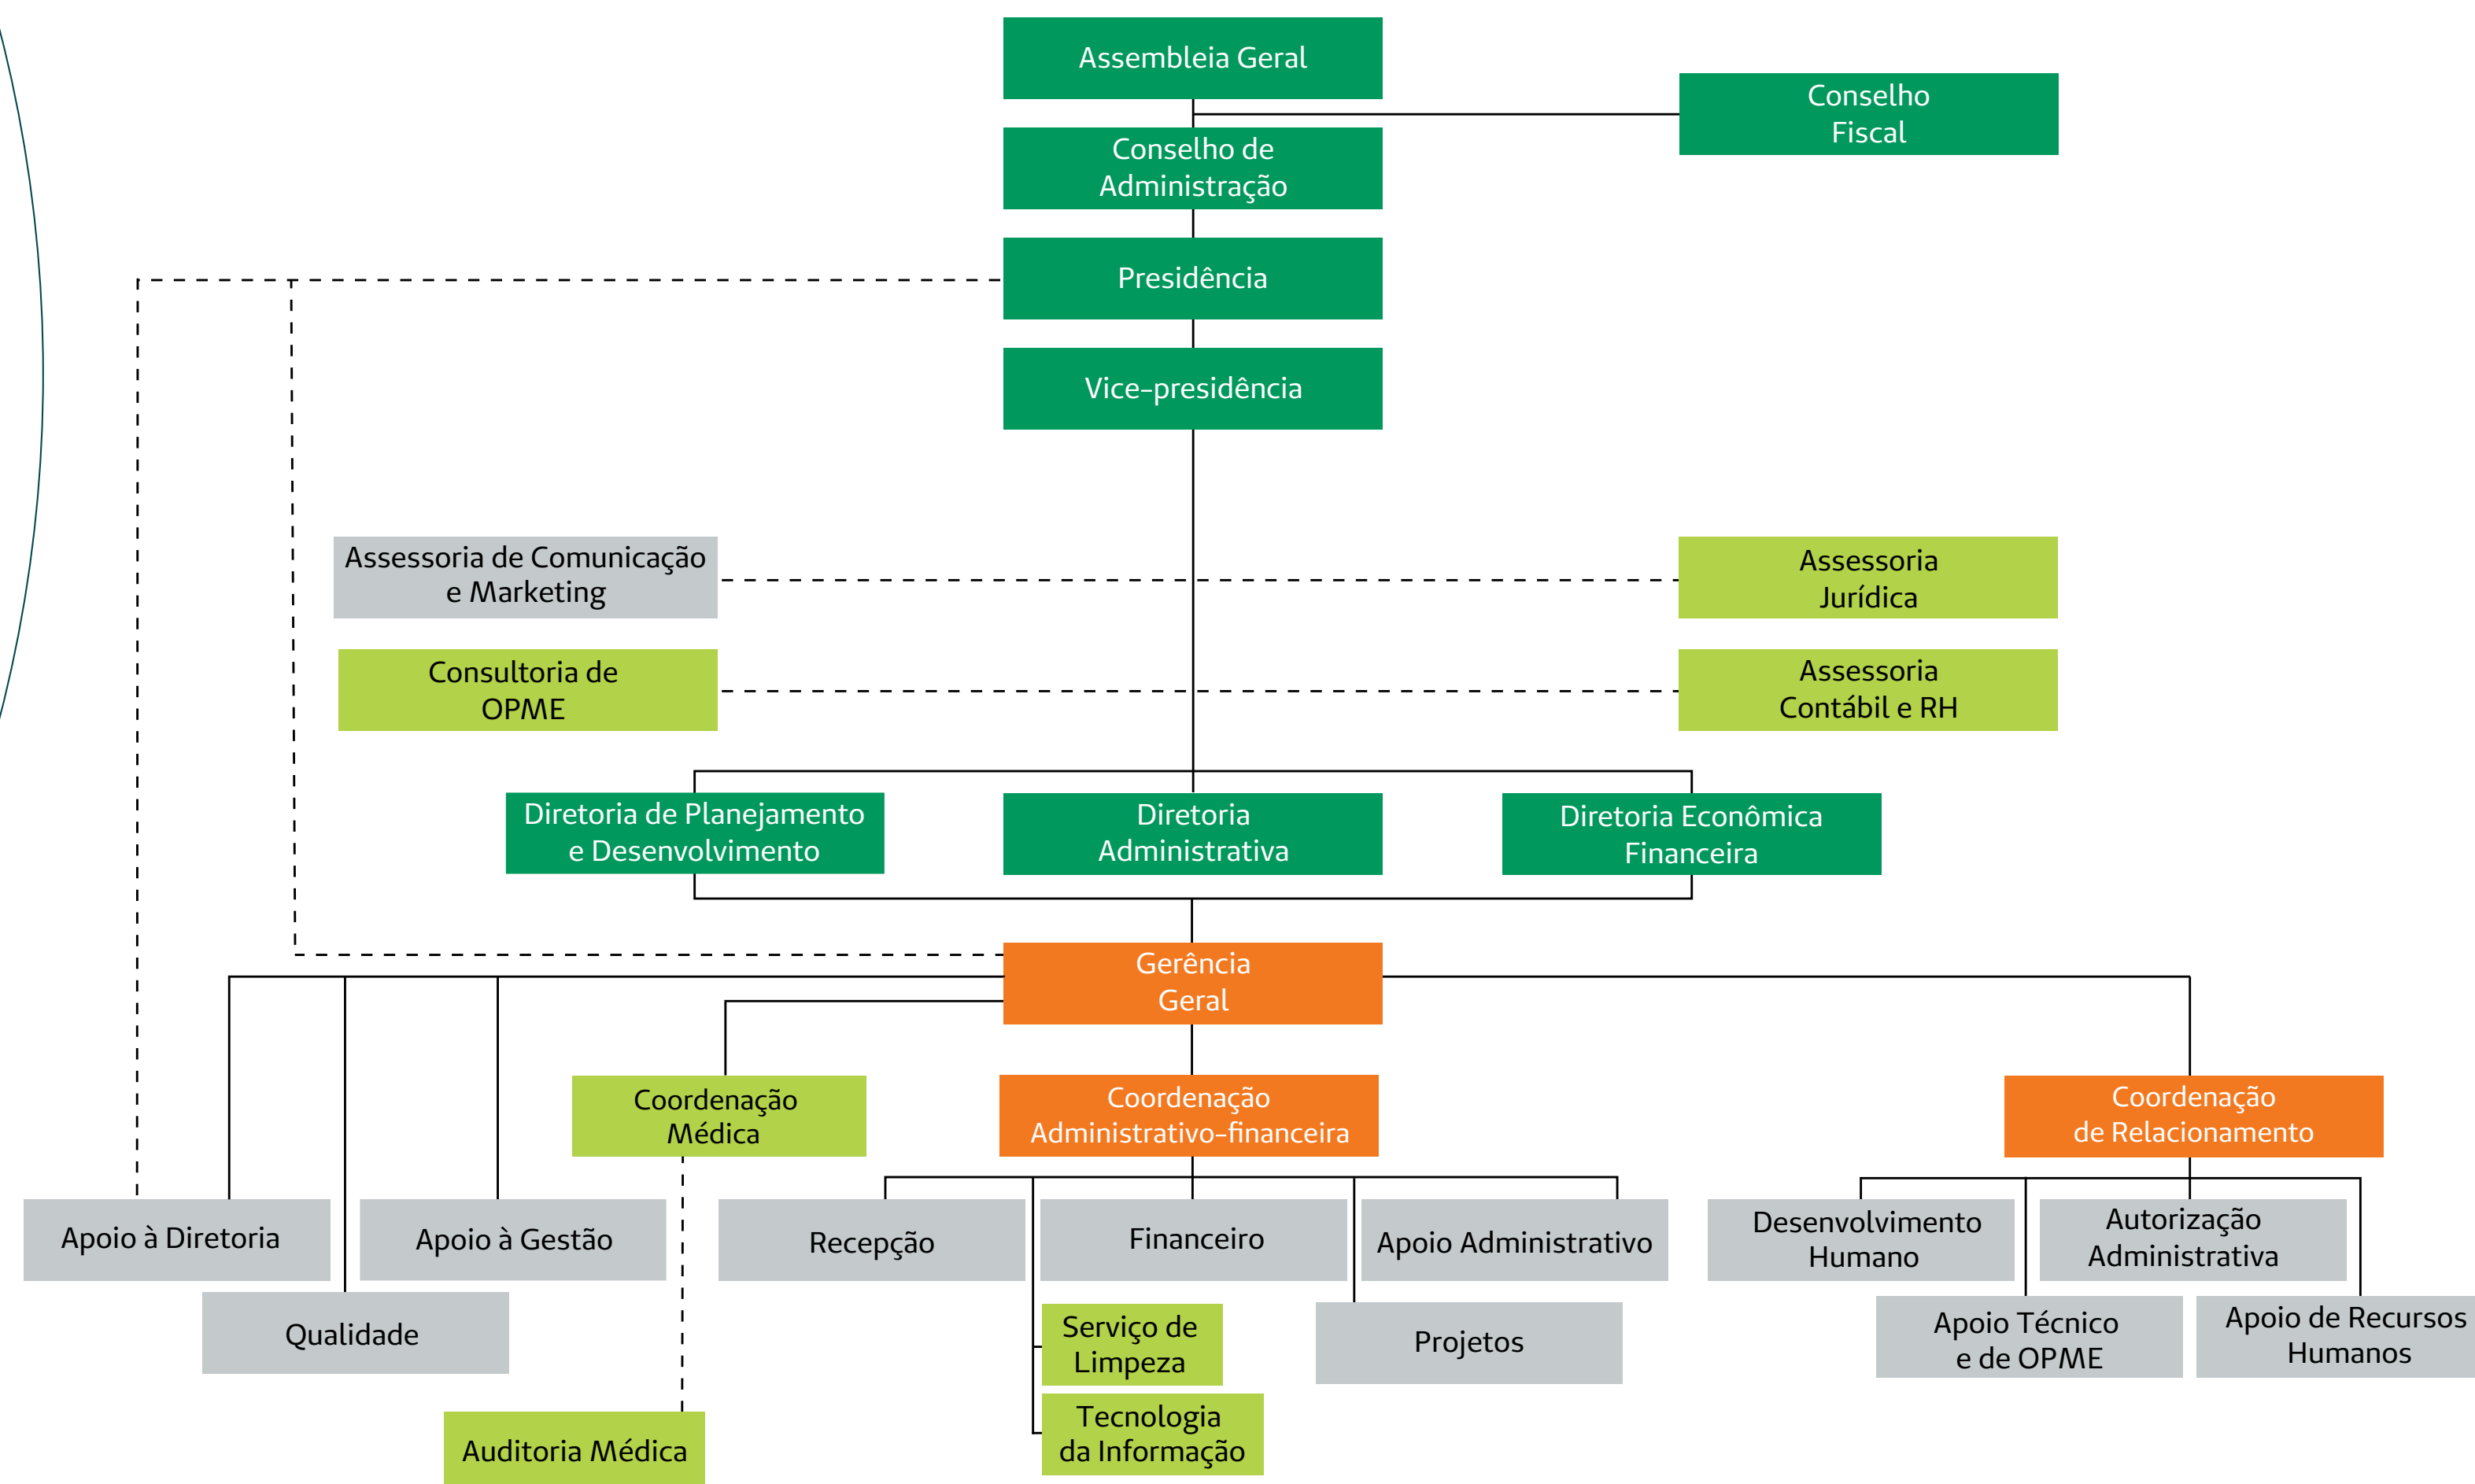 Assembleia Geral
Conselho
Fiscal
Conselho de
Administração
Presidência
Vice-presidência
Assessoria de Comunicação
e Marketing
Assessoria
Jurídica
Consultoria de
OPME
Assessoria
Contábil e RH
Diretoria de Planejamento
e Desenvolvimento
Diretoria
Administrativa
Diretoria Econômica
Financeira
Gerência
Geral
Coordenação
Médica
Coordenação
Administrativo-financeira
Coordenação
de Relacionamento
Apoio à Diretoria
Apoio à Gestão
Recepção
Financeiro
Apoio Administrativo
Desenvolvimento
Humano
Autorização
Administrativa
Qualidade
Serviço de
Limpeza
Projetos
Apoio Técnico
e de OPME
Apoio de Recursos
Humanos
Auditoria Médica
Tecnologia
da Informação